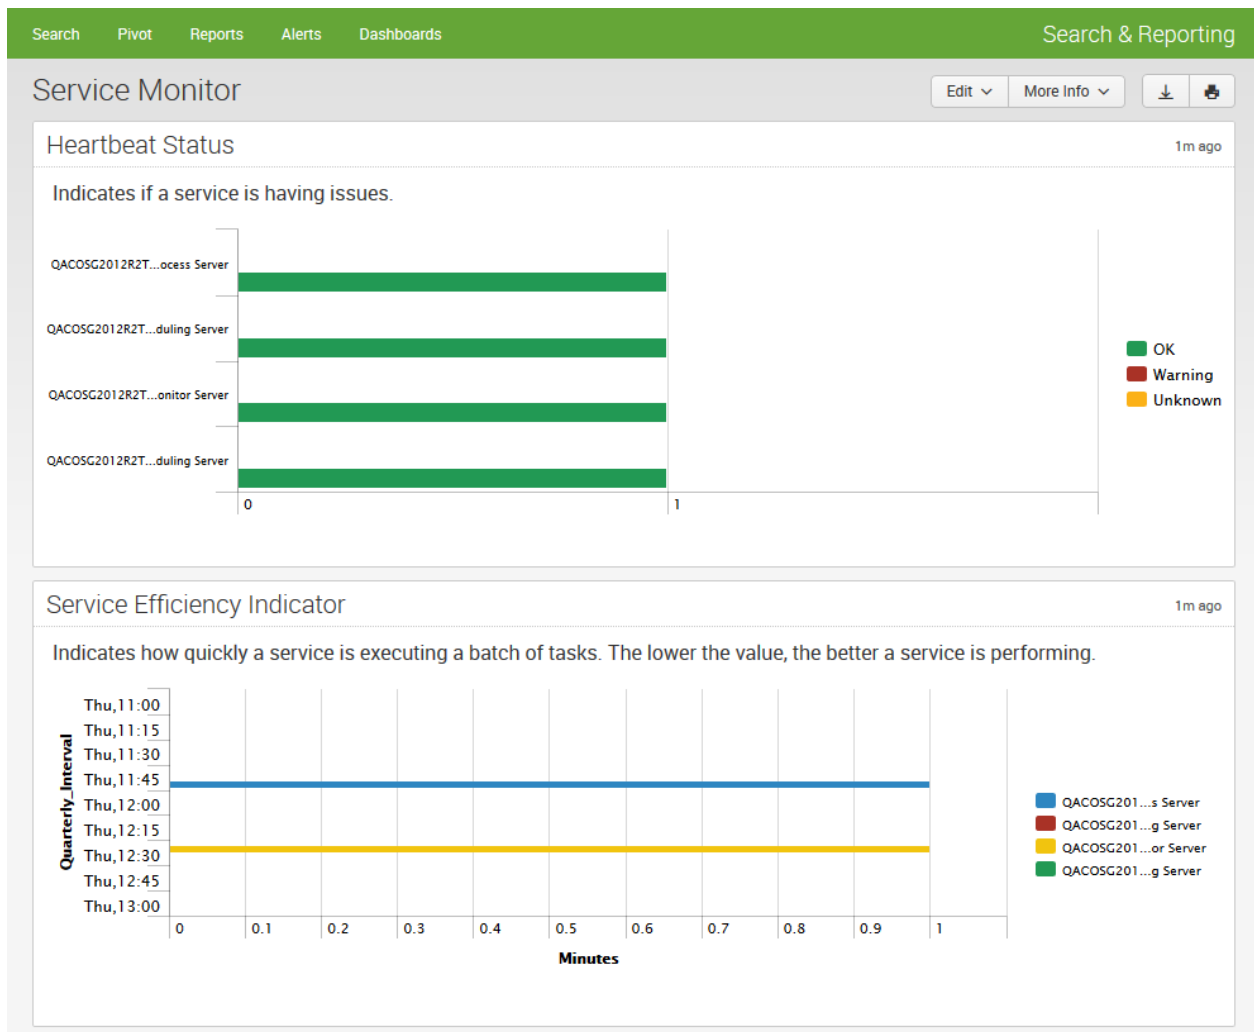 Search Pivot Reports Alerts Dashboards Search & Reporting
Service Monitor Edit More Info
Heartbeat Status 1m ago
Indicates if a service is having issues.
QACOSG2012R2T...ocess Server
QACOSG2012R2T...duling Server
QACOSG2012R2T...onitor Server
QACOSG2012R2T...duling Server
0 1
OK
Warning
Unknown
Service Efficiency Indicator 1m ago
Indicates how quickly a service is executing a batch of tasks. The lower the value, the better a service is performing.
Quarterly_Interval
Thu,11:00
Thu,11:15
Thu,11:30
Thu,11:45
Thu,12:00
Thu,12:15
Thu,12:30
Thu,12:45
Thu,13:00
0 0.1 0.2 0.3 0.4 0.5 0.6 0.7 0.8 0.9 1
Minutes
QACOSG201...s Server
QACOSG201...g Server
QACOSG201...or Server
QACOSG201...g Server